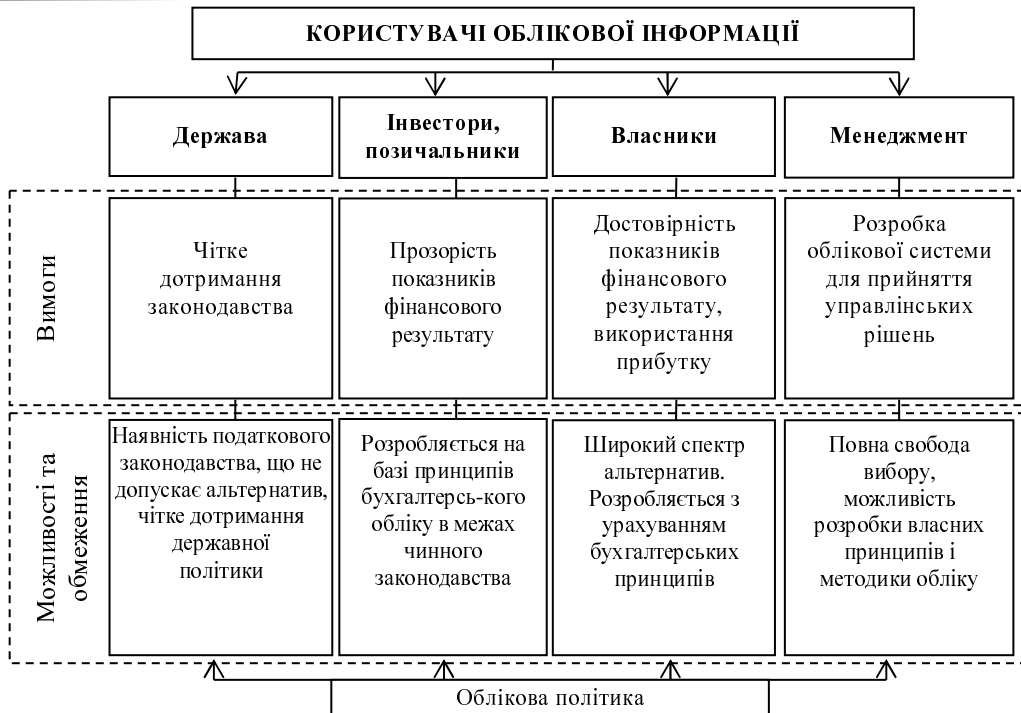 КОРИСТУВАЧІ ОБЛІКОВОЇ ІНФОРМАЦІЇ
Держава
Інвестори,
позичальники
Власники
Менеджмент
Вимоги
Чітке
дотримання
законодавства
Прозорість
показників
фінансового
результату
Достовірність
показників
фінансового
результату,
використання
прибутку
Розробка
облікової системи
для прийняття
управлінських
рішень
Можливості та
обмеження
Наявність податкового
законодавства, що не
допускає альтернатив,
чітке дотримання
державної
політики
Розробляється на
базі принципів
бухгалтерсь-кого
обліку в межах
чинного
законодавства
Широкий спектр
альтернатив.
Розробляється з
урахуванням
бухгалтерських
принципів
Повна свобода
вибору,
можливість
розробки власних
принципів і
методики обліку
Облікова політика